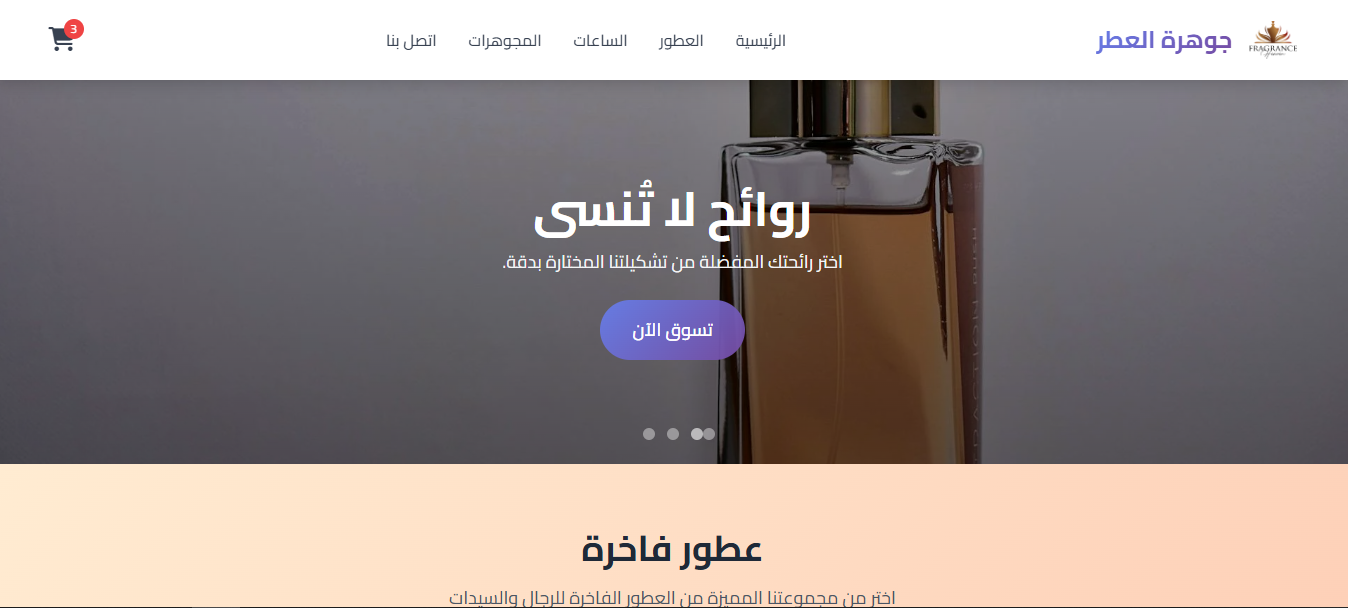 FRAGRANCE
جوهرة العطر
الرئيسية
العطور
الساعات
المجوهرات
اتصل بنا
3
روائح لا تُنسى
اختر رائحتك المفضلة من تشكيلتنا المختارة بدقة.
تسوق الآن
عطور فاخرة
اختر من مجموعتنا المميزة من العطور الفاخرة للرجال والسيدات